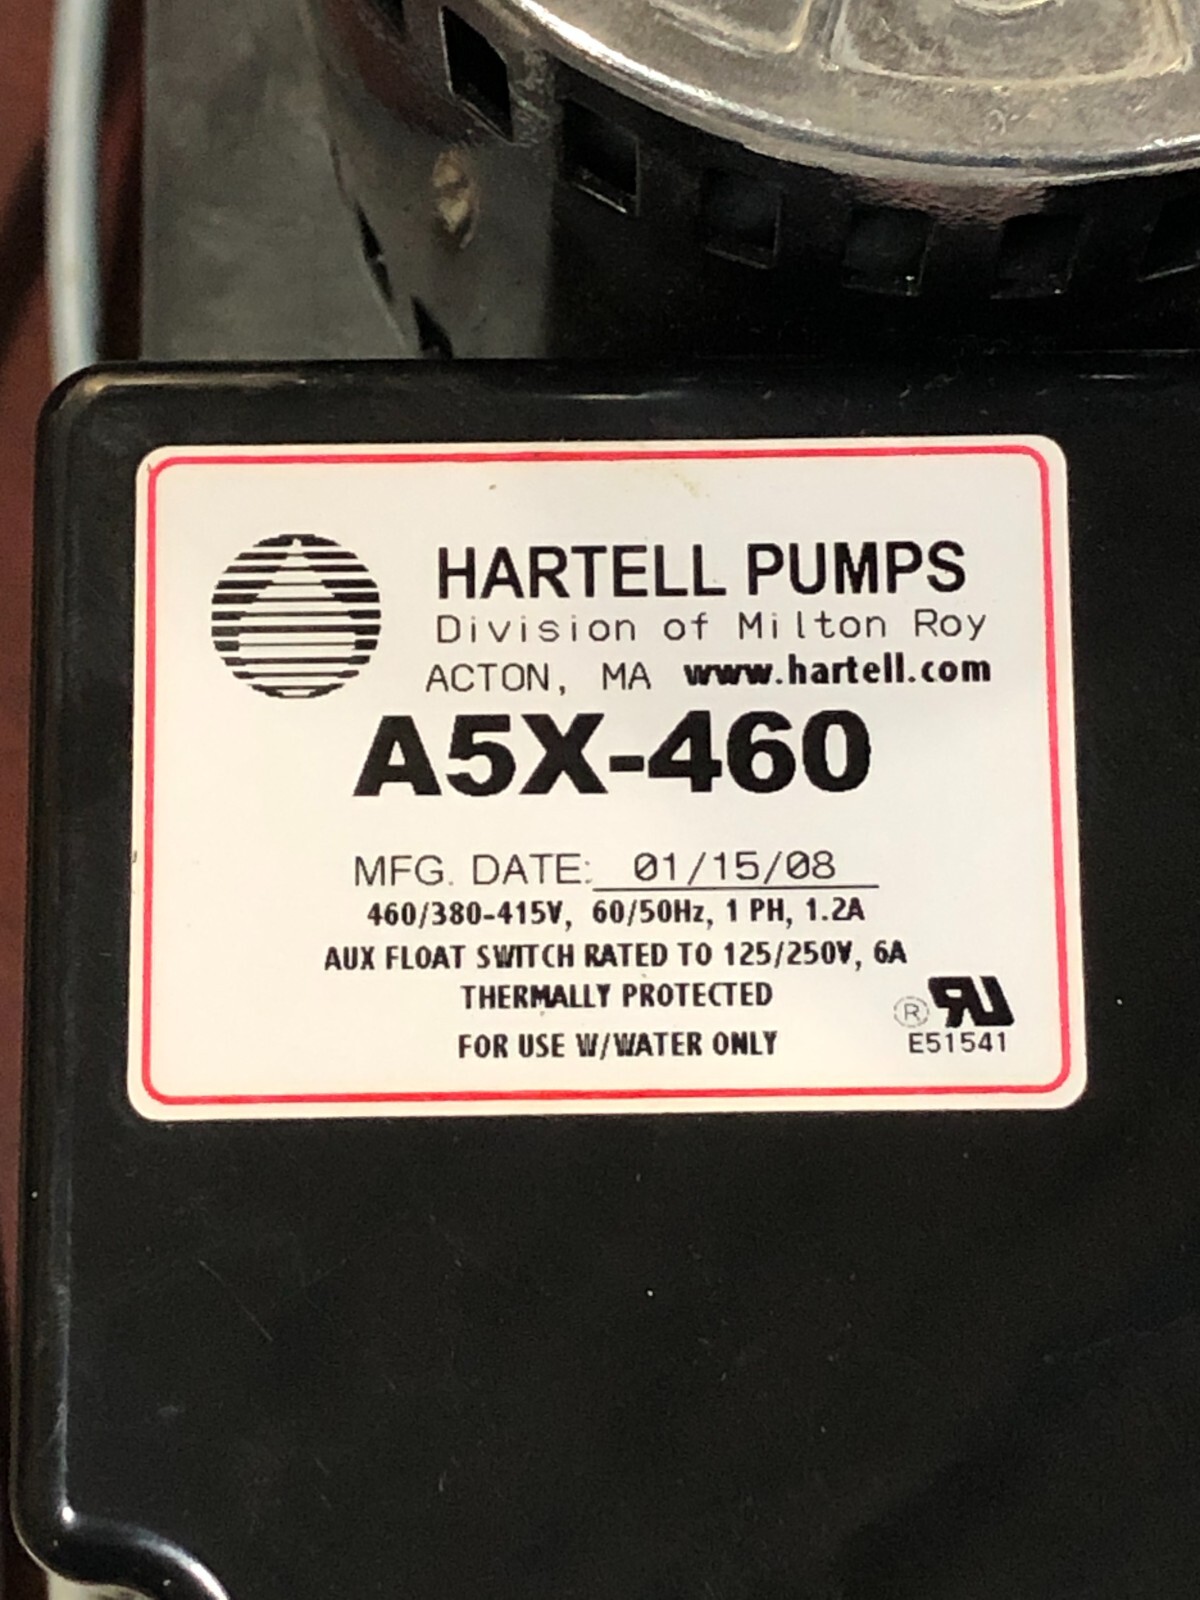 HARTELL PUMPS
Division of Milton Roy
ACTON, MA www.hartell.com
A5X-460
MFG. DATE: 01/15/08
460/380-415V, 60/50Hz, 1 PH, 1.2A
AUX FLOAT SWITCH RATED TO 125/250V, 6A
THERMALLY PROTECTED
FOR USE W/WATER ONLY
® RU
E51541